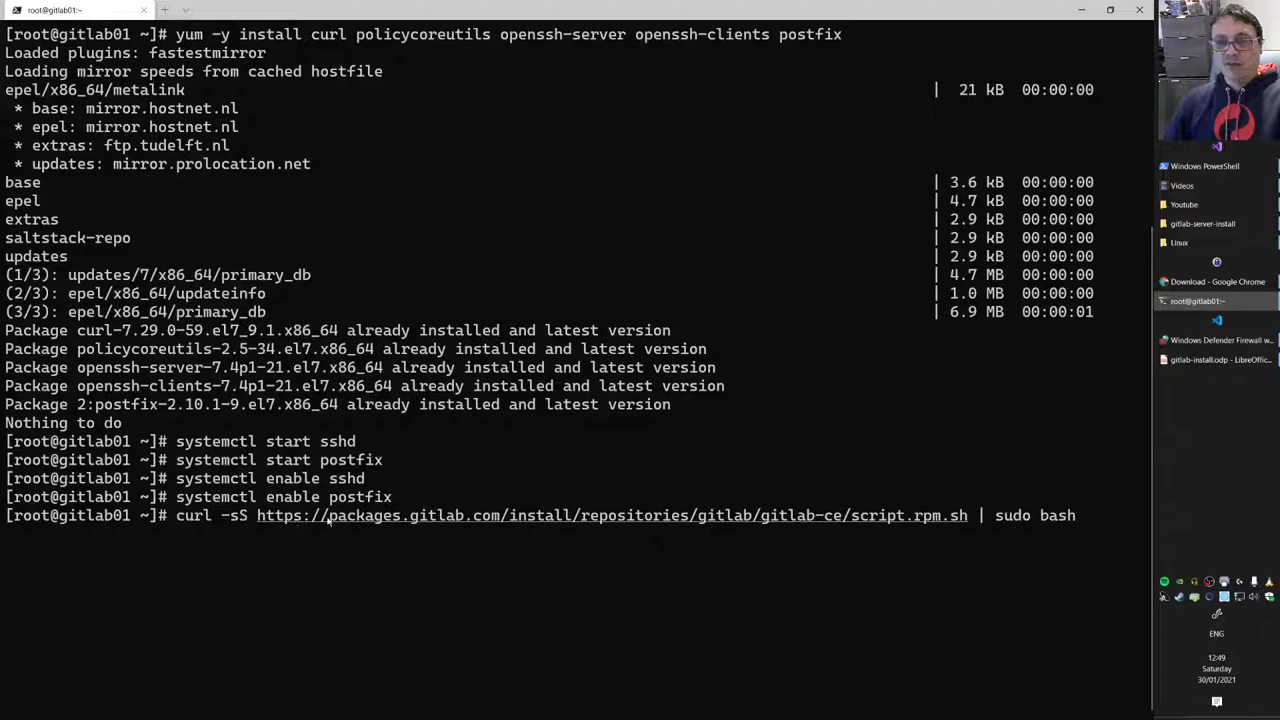 root@gitlab01:~
[root@gitlab01 ~]# yum -y install curl policycoreutils openssh-server openssh-clients postfix
Loaded plugins: fastestmirror
Loading mirror speeds from cached hostfile
epel/x86_64/metalink | 21 kB 00:00:00
* base: mirror.hostnet.nl
* epel: mirror.hostnet.nl
* extras: ftp.tudelft.nl
* updates: mirror.prolocation.net
base | 3.6 kB 00:00:00
epel | 4.7 kB 00:00:00
extras | 2.9 kB 00:00:00
saltstack-repo | 2.9 kB 00:00:00
updates | 2.9 kB 00:00:00
(1/3): updates/7/x86_64/primary_db | 4.7 MB 00:00:00
(2/3): epel/x86_64/updateinfo | 1.0 MB 00:00:00
(3/3): epel/x86_64/primary_db | 6.9 MB 00:00:01
Package curl-7.29.0-59.el7_9.1.x86_64 already installed and latest version
Package policycoreutils-2.5-34.el7.x86_64 already installed and latest version
Package openssh-server-7.4p1-21.el7.x86_64 already installed and latest version
Package openssh-clients-7.4p1-21.el7.x86_64 already installed and latest version
Package 2:postfix-2.10.1-9.el7.x86_64 already installed and latest version
Nothing to do
[root@gitlab01 ~]# systemctl start sshd
[root@gitlab01 ~]# systemctl start postfix
[root@gitlab01 ~]# systemctl enable sshd
[root@gitlab01 ~]# systemctl enable postfix
[root@gitlab01 ~]# curl -sS https://packages.gitlab.com/install/repositories/gitlab/gitlab-ce/script.rpm.sh | sudo bash
Windows PowerShell
Videos
Youtube
gitlab-server-install
Linux
Download - Google Chrome
root@gitlab01:~
Windows Defender Firewall w...
gitlab-install.odp - LibreOffic...
ENG
12:49
Saturday
30/01/2021